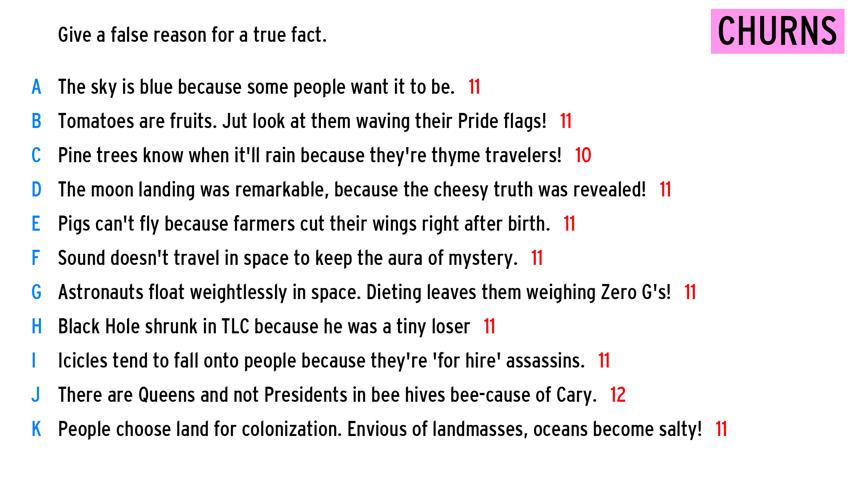 Give a false reason for a true fact.
CHURNS
A The sky is blue because some people want it to be. 11
B Tomatoes are fruits. Jut look at them waving their Pride flags! 11
C Pine trees know when it'll rain because they're thyme travelers! 10
D The moon landing was remarkable, because the cheesy truth was revealed! 11
E Pigs can't fly because farmers cut their wings right after birth. 11
F Sound doesn't travel in space to keep the aura of mystery. 11
G Astronauts float weightlessly in space. Dieting leaves them weighing Zero G's! 11
H Black Hole shrunk in TLC because he was a tiny loser 11
I Icicles tend to fall onto people because they're 'for hire' assassins. 11
J There are Queens and not Presidents in bee hives bee-cause of Cary. 12
K People choose land for colonization. Envious of landmasses, oceans become salty! 11